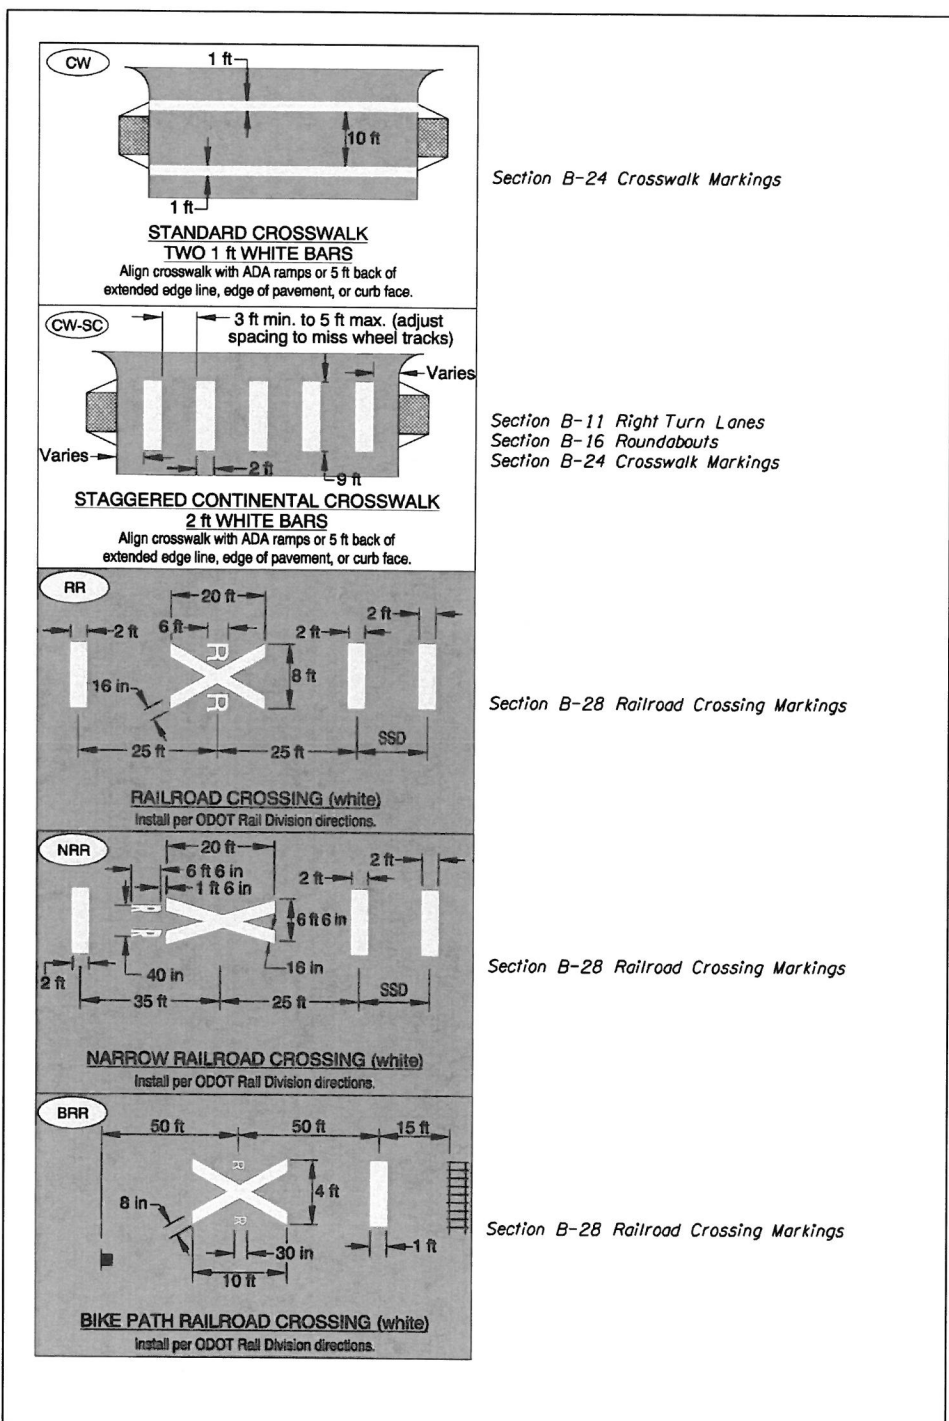 CW
1 ft
10 ft
1 ft
STANDARD CROSSWALK
TWO 1 ft WHITE BARS
Align crosswalk with ADA ramps or 5 ft back of
extended edge line, edge of pavement, or curb face.
Section B-24 Crosswalk Markings
CW-SC
3 ft min. to 5 ft max. (adjust
spacing to miss wheel tracks)
Varies
Varies
2 ft
9 ft
STAGGERED CONTINENTAL CROSSWALK
2 ft WHITE BARS
Align crosswalk with ADA ramps or 5 ft back of
extended edge line, edge of pavement, or curb face.
Section B-11 Right Turn Lanes
Section B-16 Roundabouts
Section B-24 Crosswalk Markings
RR
20 ft
2 ft
2 ft
6 ft
2 ft
R
8 ft
16 in
R
SSD
25 ft
25 ft
RAILROAD CROSSING (white)
Install per ODOT Rail Division directions.
Section B-28 Railroad Crossing Markings
NRR
20 ft
2 ft
6 ft 6 in
2 ft
1 ft 6 in
R
6 ft 6 in
R
2 ft
40 in
16 in
SSD
35 ft
25 ft
NARROW RAILROAD CROSSING (white)
Install per ODOT Rail Division directions.
Section B-28 Railroad Crossing Markings
BRR
50 ft
50 ft
15 ft
R
4 ft
8 in
R
30 in
1 ft
10 ft
BIKE PATH RAILROAD CROSSING (white)
Install per ODOT Rail Division directions.
Section B-28 Railroad Crossing Markings